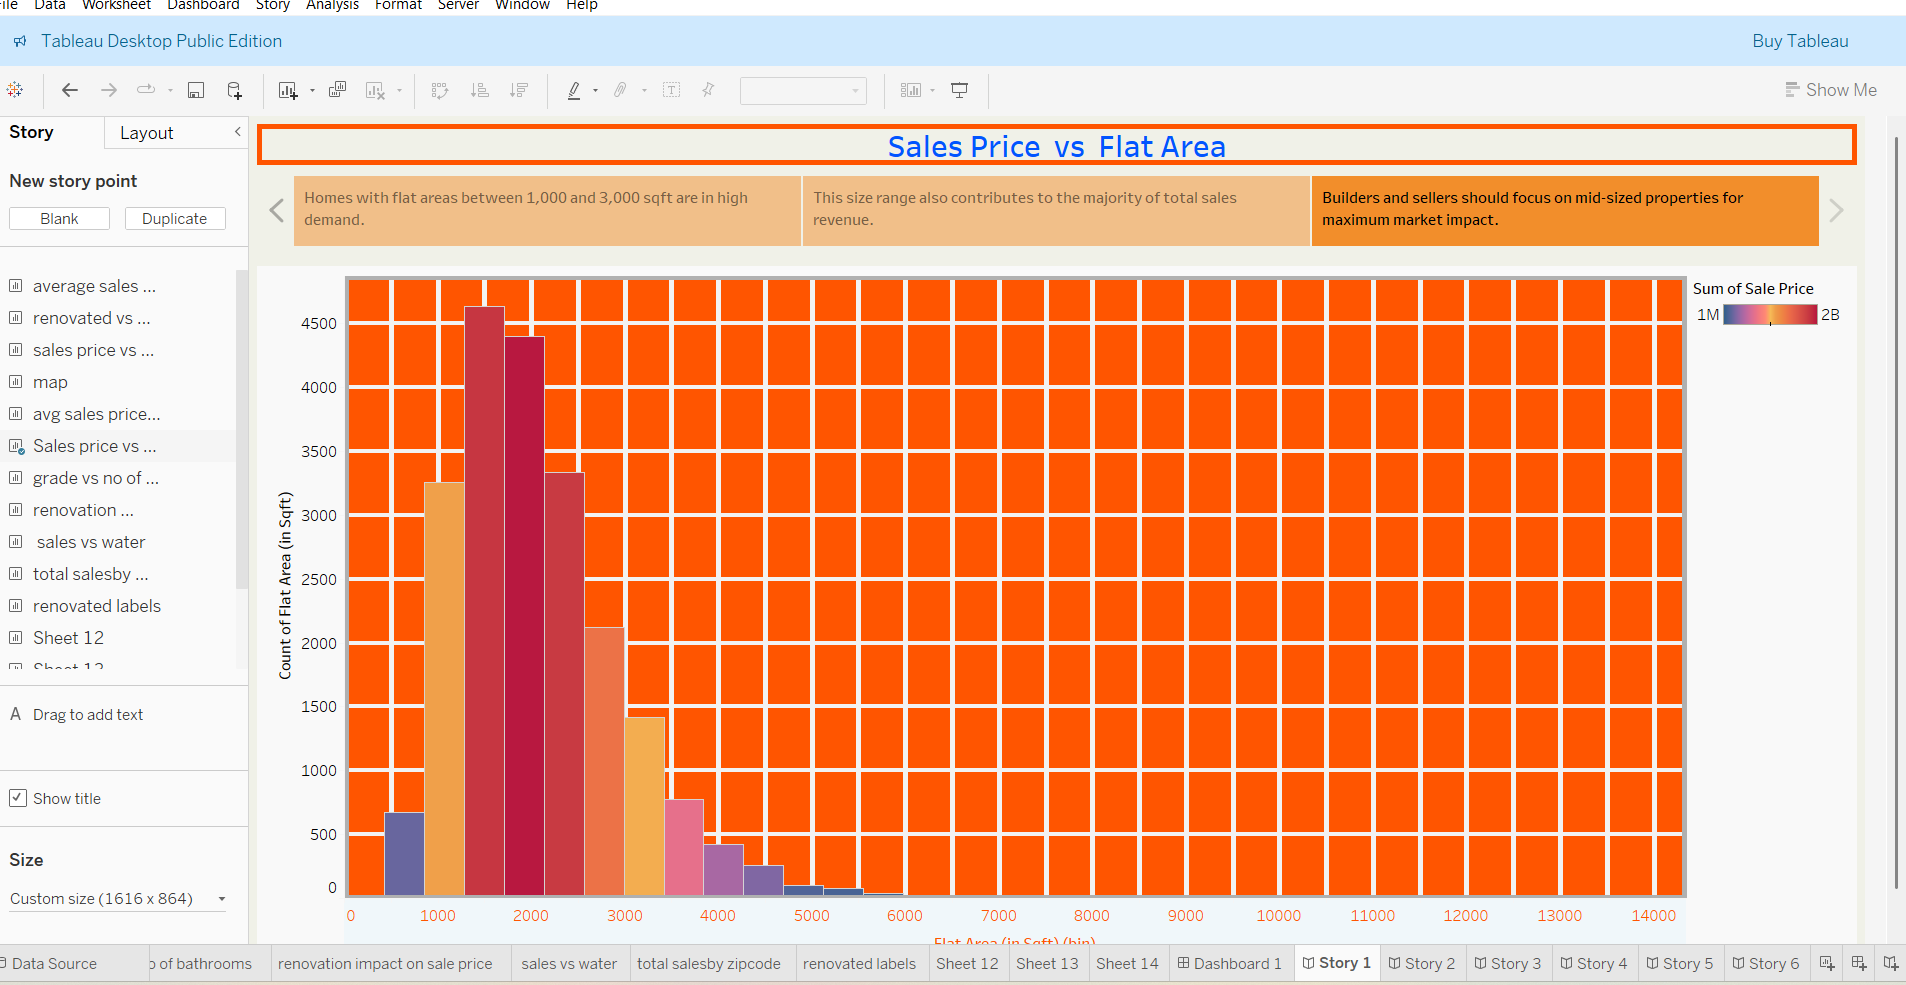 Data Worksheet Dashboard Story Analysis Format Server Window Help
Tableau Desktop Public Edition
Buy Tableau
Show Me
Story
Layout
New story point
Blank
Duplicate
average sales ...
renovated vs ...
sales price vs ...
map
avg sales price...
Sales price vs ...
grade vs no of ...
renovation ...
sales vs water
total salesby ...
renovated labels
Sheet 12
Sheet 13
A Drag to add text
Show title
Size
Custom size (1616 x 864)
Sales Price vs Flat Area
Homes with flat areas between 1,000 and 3,000 sqft are in high
demand.
This size range also contributes to the majority of total sales
revenue.
Builders and sellers should focus on mid-sized properties for
maximum market impact.
Sum of Sale Price
1M
2B
Count of Flat Area (in Sqft)
4500
4000
3500
3000
2500
2000
1500
1000
500
0
0 1000 2000 3000 4000 5000 6000 7000 8000 9000 10000 11000 12000 13000 14000
Flat Area (in Sqft) (bin)
Data Source
of bathrooms
renovation impact on sale price
sales vs water
total salesby zipcode
renovated labels
Sheet 12
Sheet 13
Sheet 14
Dashboard 1
Story 1
Story 2
Story 3
Story 4
Story 5
Story 6